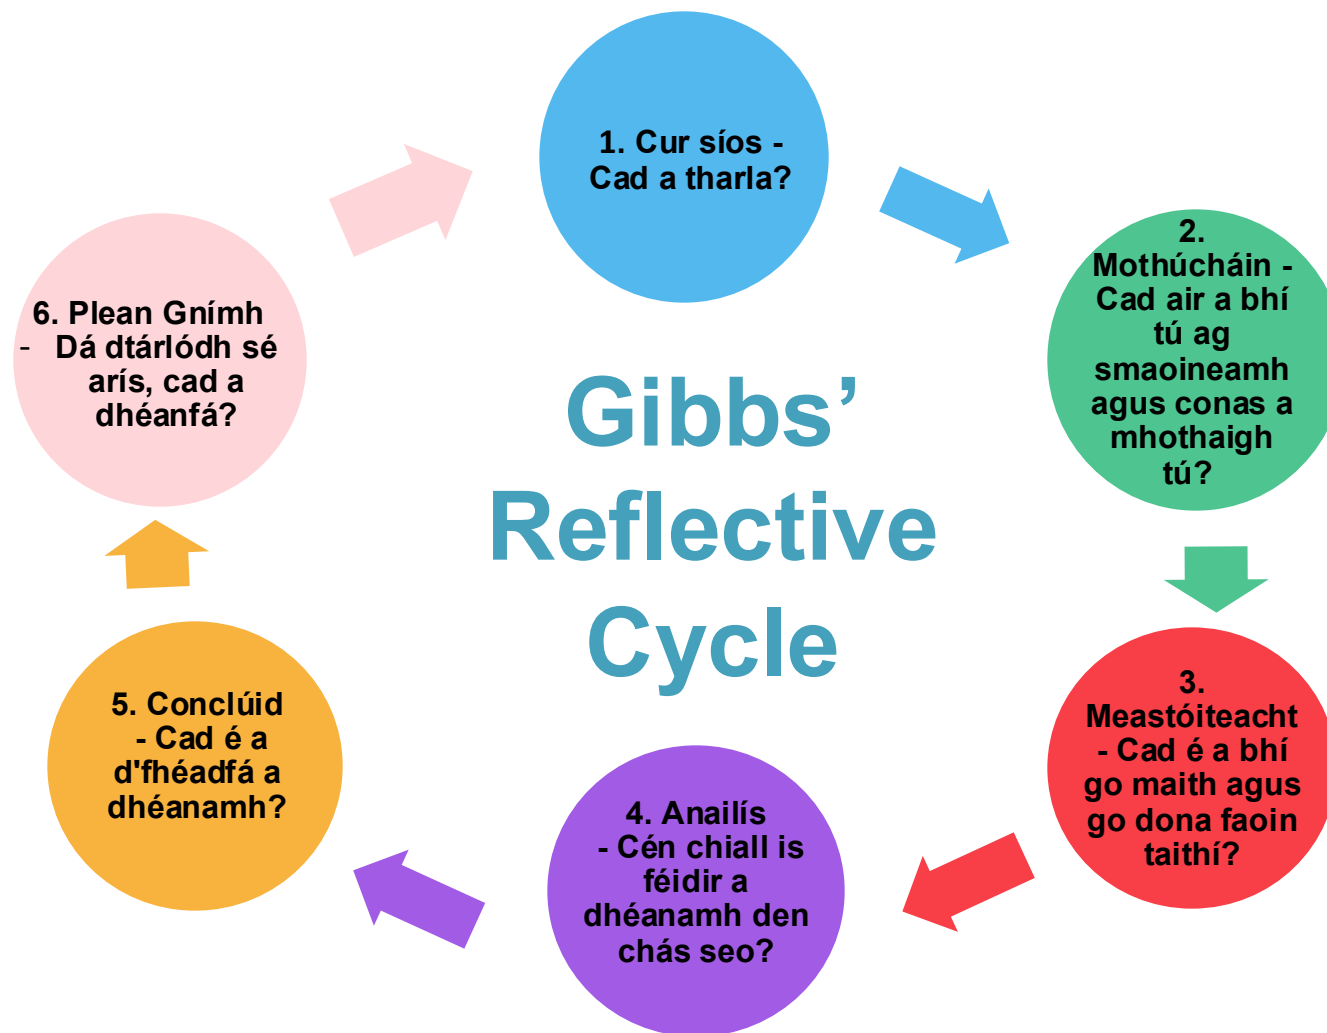 1. Cur síos -
Cad a tharla?
2.
Mothúcháin -
Cad air a bhí
tú ag
smaoineamh
agus conas a
mhothaigh
tú?
3.
Meastóiteacht
- Cad é a bhí
go maith agus
go dona faoin
taithí?
4. Anailís
- Cén chiall is
féidir a
dhéanamh den
chás seo?
5. Conclúid
- Cad é a
d'fhéadfá a
dhéanamh?
6. Plean Gnímh
- Dá dtárlódh sé
arís, cad a
dhéanfá?
Gibbs’
Reflective
Cycle